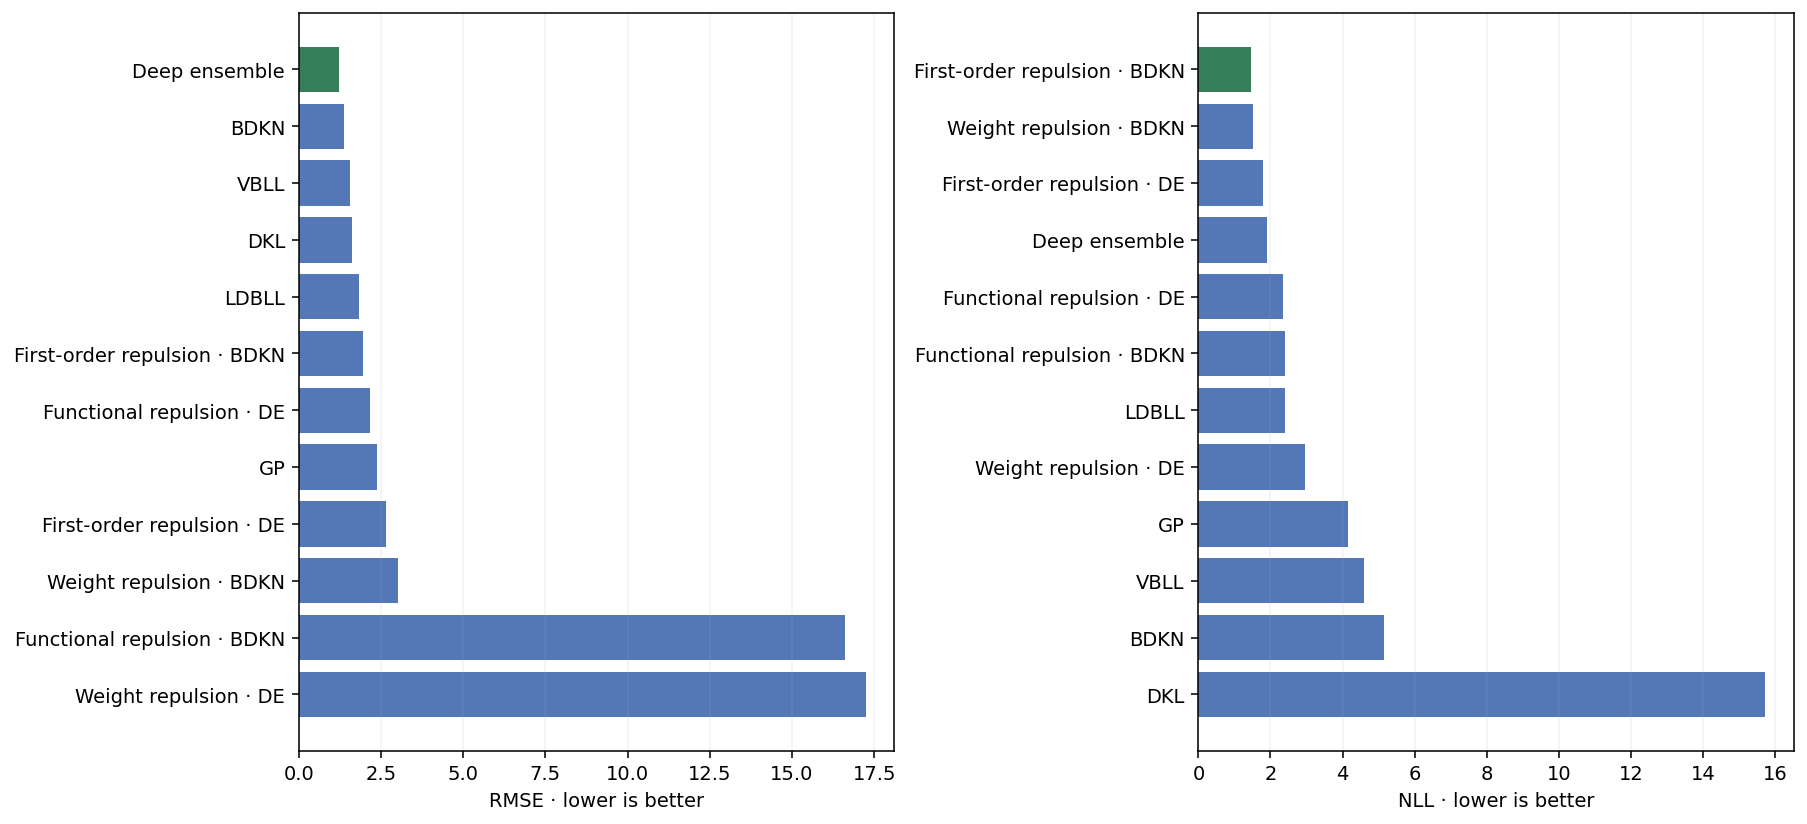 Deep ensemble
BDKN
VBLL
DKL
LDBLL
First-order repulsion · BDKN
Functional repulsion · DE
GP
First-order repulsion · DE
Weight repulsion · BDKN
Functional repulsion · BDKN
Weight repulsion · DE
0.0 2.5 5.0 7.5 10.0 12.5 15.0 17.5
RMSE · lower is better
First-order repulsion · BDKN
Weight repulsion · BDKN
First-order repulsion · DE
Deep ensemble
Functional repulsion · DE
Functional repulsion · BDKN
LDBLL
Weight repulsion · DE
GP
VBLL
BDKN
DKL
0 2 4 6 8 10 12 14 16
NLL · lower is better